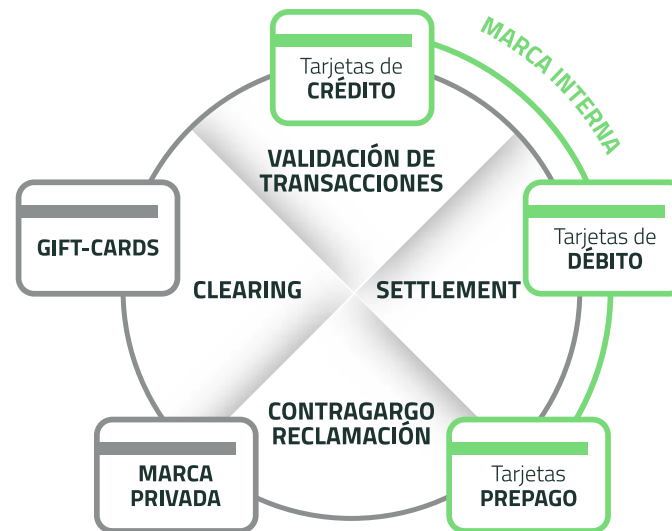 Tarjetas de
CRÉDITO
MARCA INTERNA
VALIDACIÓN DE
TRANSACCIONES
GIFT-CARDS
Tarjetas de
DÉBITO
CLEARING
SETTLEMENT
CONTRAGARGO
RECLAMACIÓN
MARCA
PRIVADA
Tarjetas
PREPAGO